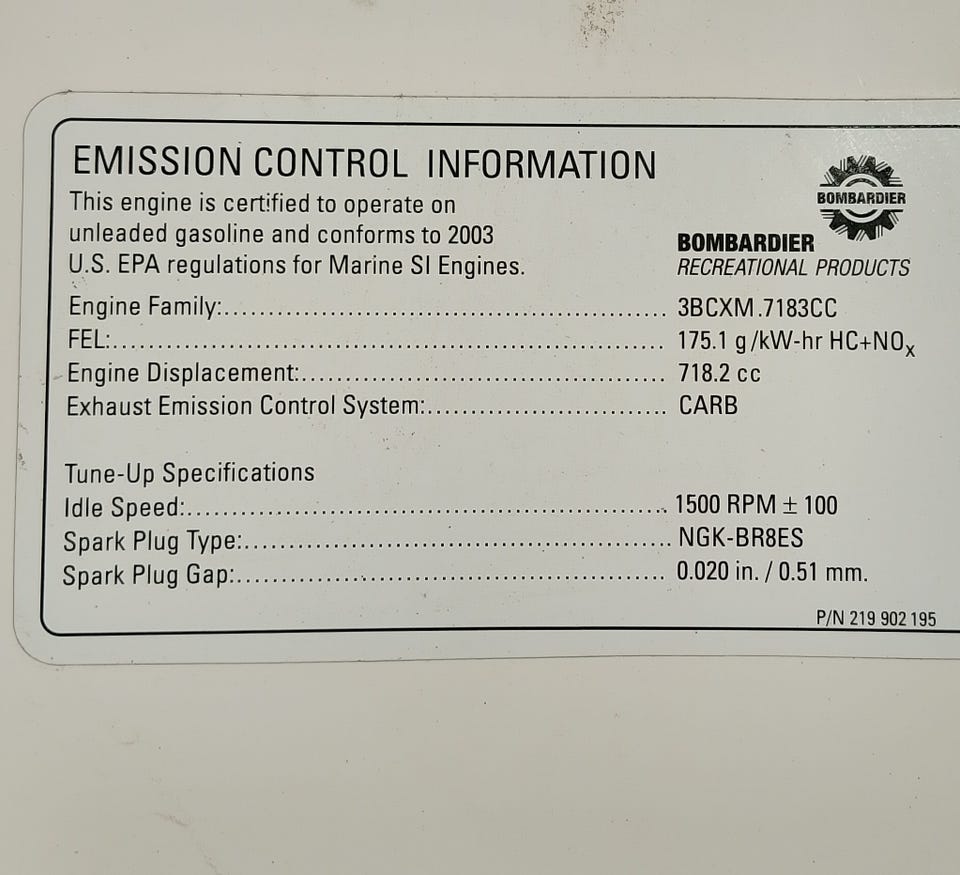 EMISSION CONTROL INFORMATION
This engine is certified to operate on
unleaded gasoline and conforms to 2003
U.S. EPA regulations for Marine SI Engines.
BOMBARDIER
BOMBARDIER
RECREATIONAL PRODUCTS
Engine Family:.................................................. 3BCXM.7183CC
FEL:.............................................................. 175.1 g/kW-hr HC+NOx
Engine Displacement:......................................... 718.2 cc
Exhaust Emission Control System:........................... CARB
Tune-Up Specifications
Idle Speed:...................................................... 1500 RPM ± 100
Spark Plug Type:................................................ NGK-BR8ES
Spark Plug Gap:................................................. 0.020 in. / 0.51 mm.
P/N 219 902 195